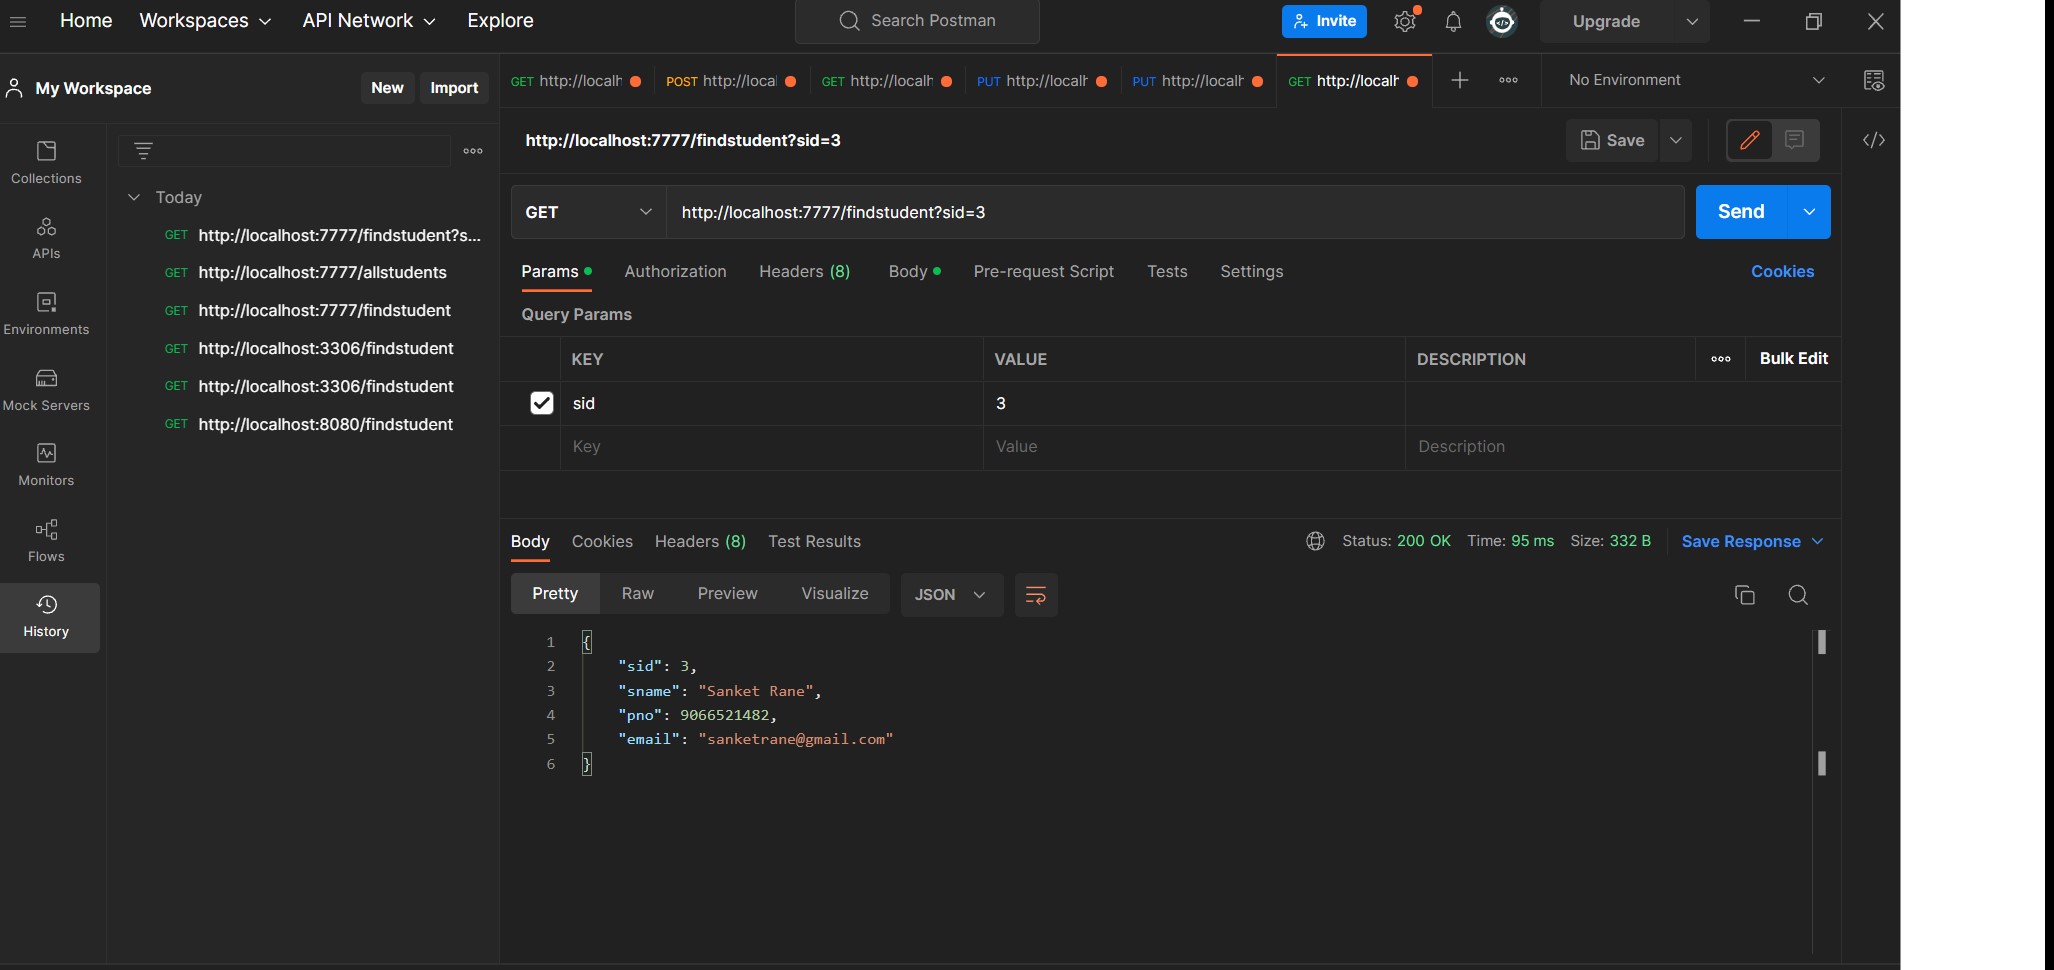 Home Workspaces API Network Explore Search Postman Invite Upgrade
My Workspace New Import
GET http://localh POST http://local GET http://localh PUT http://localh PUT http://localh GET http://localh No Environment
http://localhost:7777/findstudent?sid=3 Save
Collections
APIs
Environments
Mock Servers
Monitors
Flows
History
Today
GET http://localhost:7777/findstudent?s...
GET http://localhost:7777/allstudents
GET http://localhost:7777/findstudent
GET http://localhost:3306/findstudent
GET http://localhost:3306/findstudent
GET http://localhost:8080/findstudent
GET http://localhost:7777/findstudent?sid=3 Send
Params Authorization Headers (8) Body Pre-request Script Tests Settings Cookies
Query Params
KEY VALUE DESCRIPTION Bulk Edit
sid 3
Key Value Description
Body Cookies Headers (8) Test Results Status: 200 OK Time: 95 ms Size: 332 B Save Response
Pretty Raw Preview Visualize JSON
1 {
2 "sid": 3,
3 "sname": "Sanket Rane",
4 "pno": 9066521482,
5 "email": "sanketrane@gmail.com"
6 }